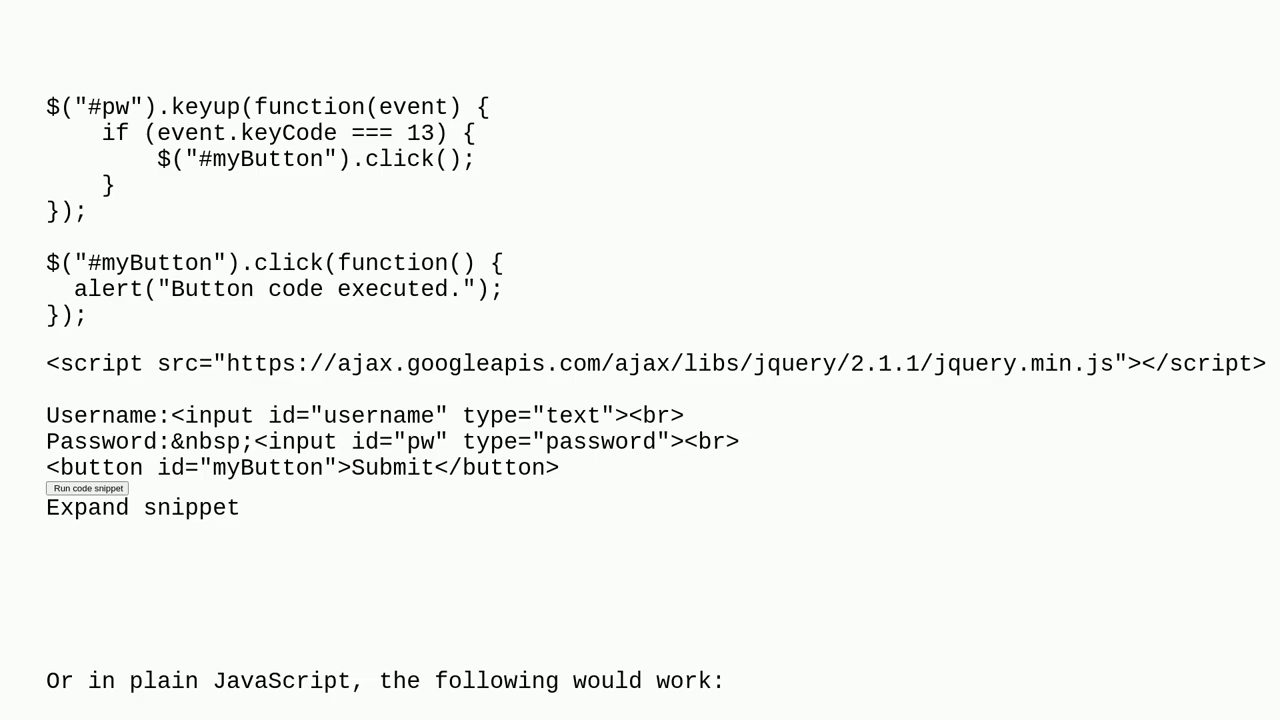 $("#pw").keyup(function(event) {
    if (event.keyCode === 13) {
        $("#myButton").click();
    }
});

$("#myButton").click(function() {
  alert("Button code executed.");
});

<script src="https://ajax.googleapis.com/ajax/libs/jquery/2.1.1/jquery.min.js"></script>

Username:<input id="username" type="text"><br>
Password:&nbsp;<input id="pw" type="password"><br>
<button id="myButton">Submit</button>
Run code snippet
Expand snippet

Or in plain JavaScript, the following would work: